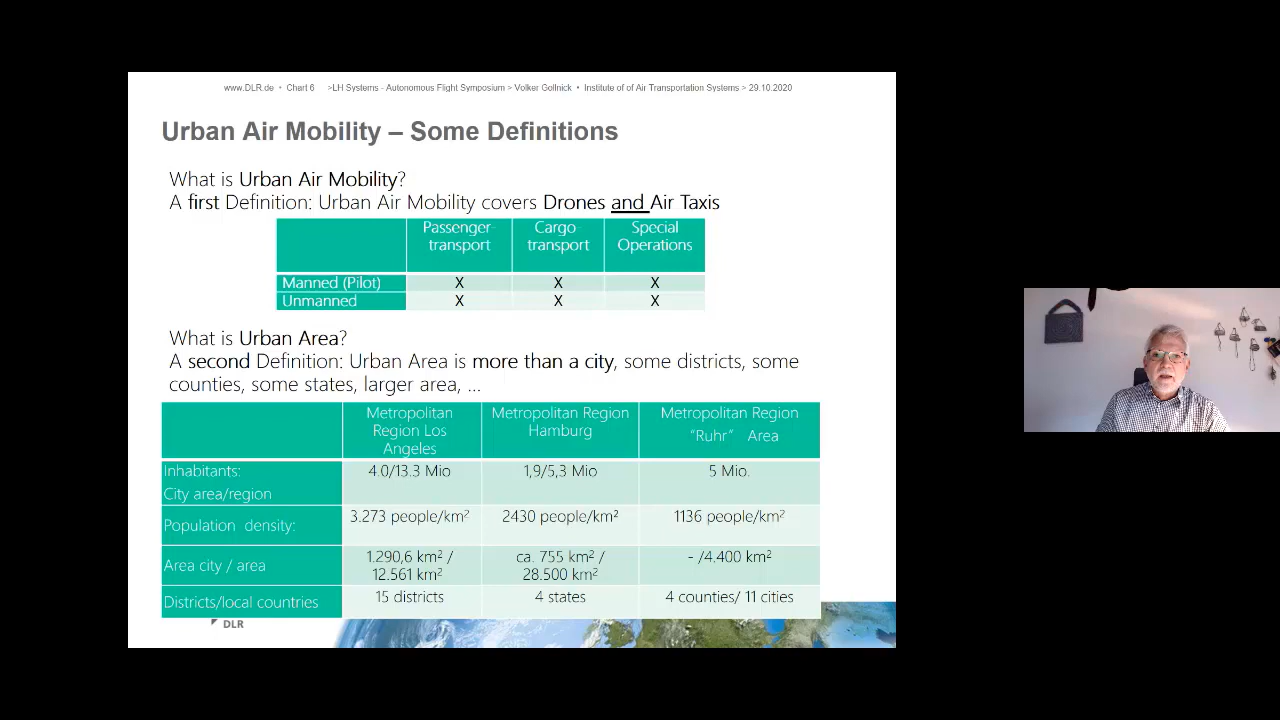 www.DLR.de • Chart 6 >LH Systems - Autonomous Flight Symposium > Volker Gollnick • Institute of of Air Transportation Systems > 29.10.2020
Urban Air Mobility – Some Definitions
What is Urban Air Mobility?
A first Definition: Urban Air Mobility covers Drones and Air Taxis
Passenger- Cargo- Special
transport transport Operations
Manned (Pilot) X X X
Unmanned X X X
What is Urban Area?
A second Definition: Urban Area is more than a city, some districts, some
counties, some states, larger area, ...
Metropolitan Metropolitan Region Metropolitan Region
Region Los Hamburg "Ruhr" Area
Angeles
Inhabitants: 4.0/13.3 Mio 1,9/5,3 Mio 5 Mio.
City area/region
Population density: 3.273 people/km² 2430 people/km² 1136 people/km²
Area city / area 1.290,6 km² / ca. 755 km² / - /4.400 km²
12.561 km² 28.500 km²
Districts/local countries 15 districts 4 states 4 counties/ 11 cities
DLR